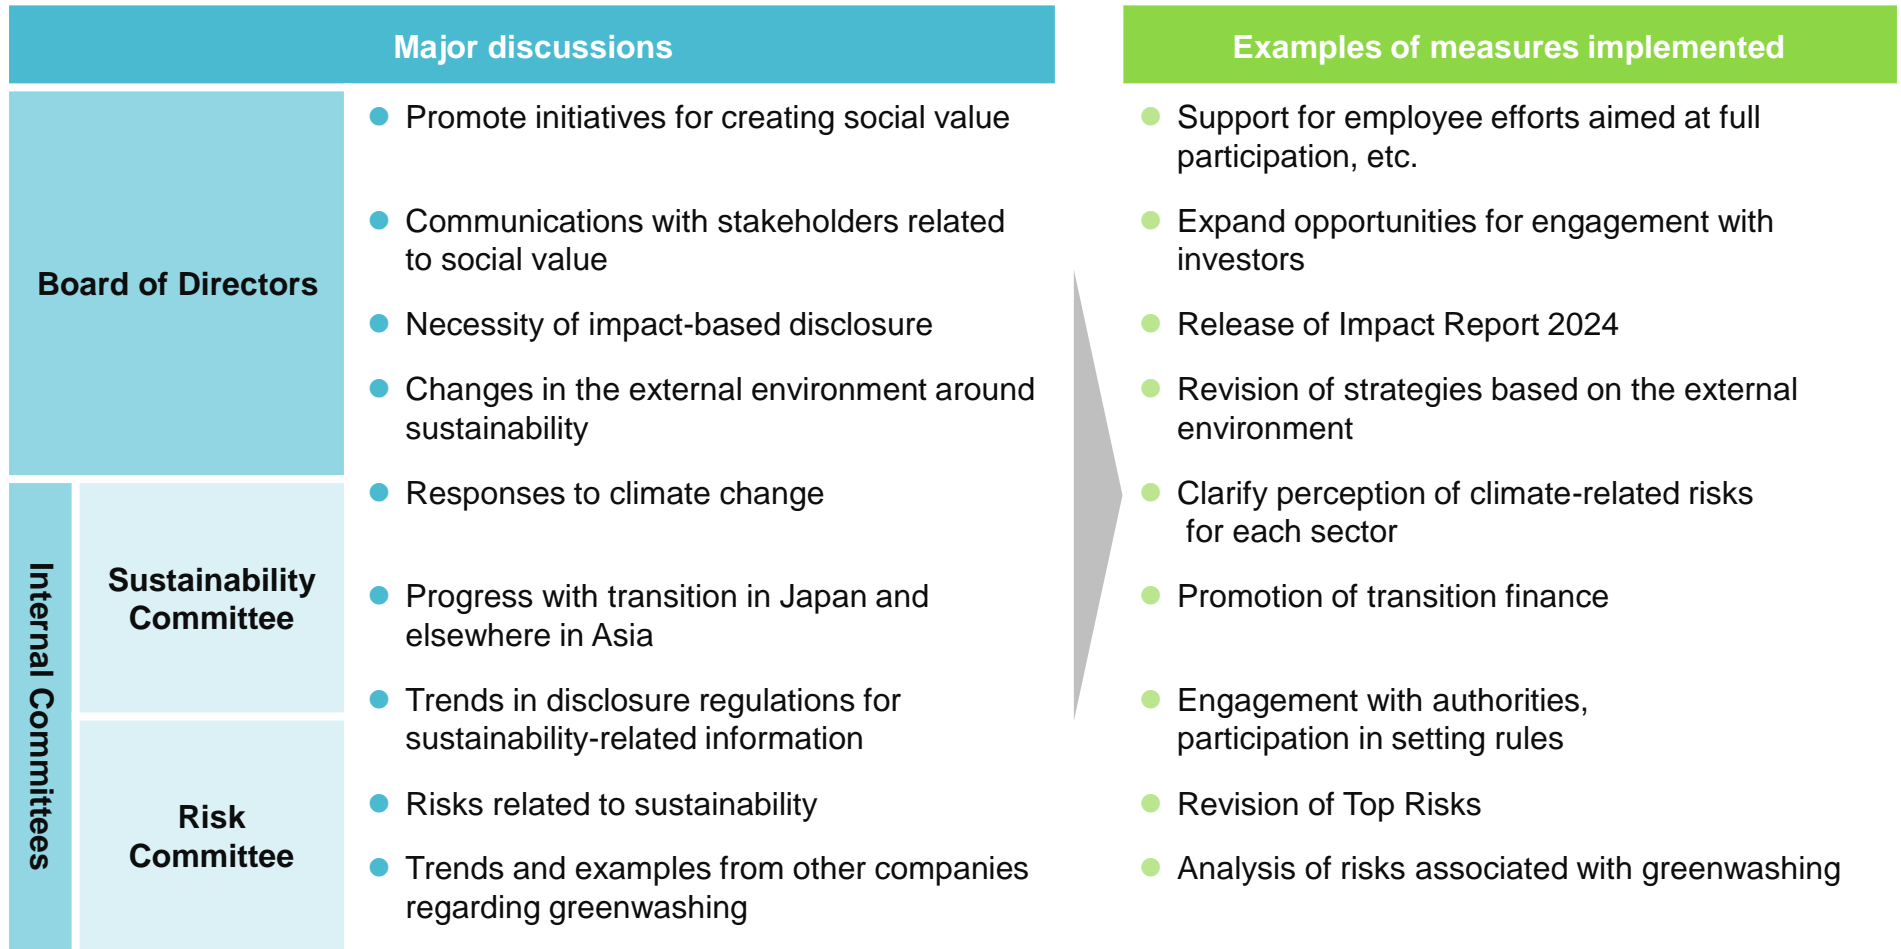 Major discussions
Examples of measures implemented
Board of Directors
Promote initiatives for creating social value
Support for employee efforts aimed at full
participation, etc.
Communications with stakeholders related
to social value
Expand opportunities for engagement with
investors
Necessity of impact-based disclosure
Release of Impact Report 2024
Changes in the external environment around
sustainability
Revision of strategies based on the external
environment
Internal Committees
Sustainability
Committee
Responses to climate change
Clarify perception of climate-related risks
for each sector
Progress with transition in Japan and
elsewhere in Asia
Promotion of transition finance
Trends in disclosure regulations for
sustainability-related information
Engagement with authorities,
participation in setting rules
Risk
Committee
Risks related to sustainability
Revision of Top Risks
Trends and examples from other companies
regarding greenwashing
Analysis of risks associated with greenwashing